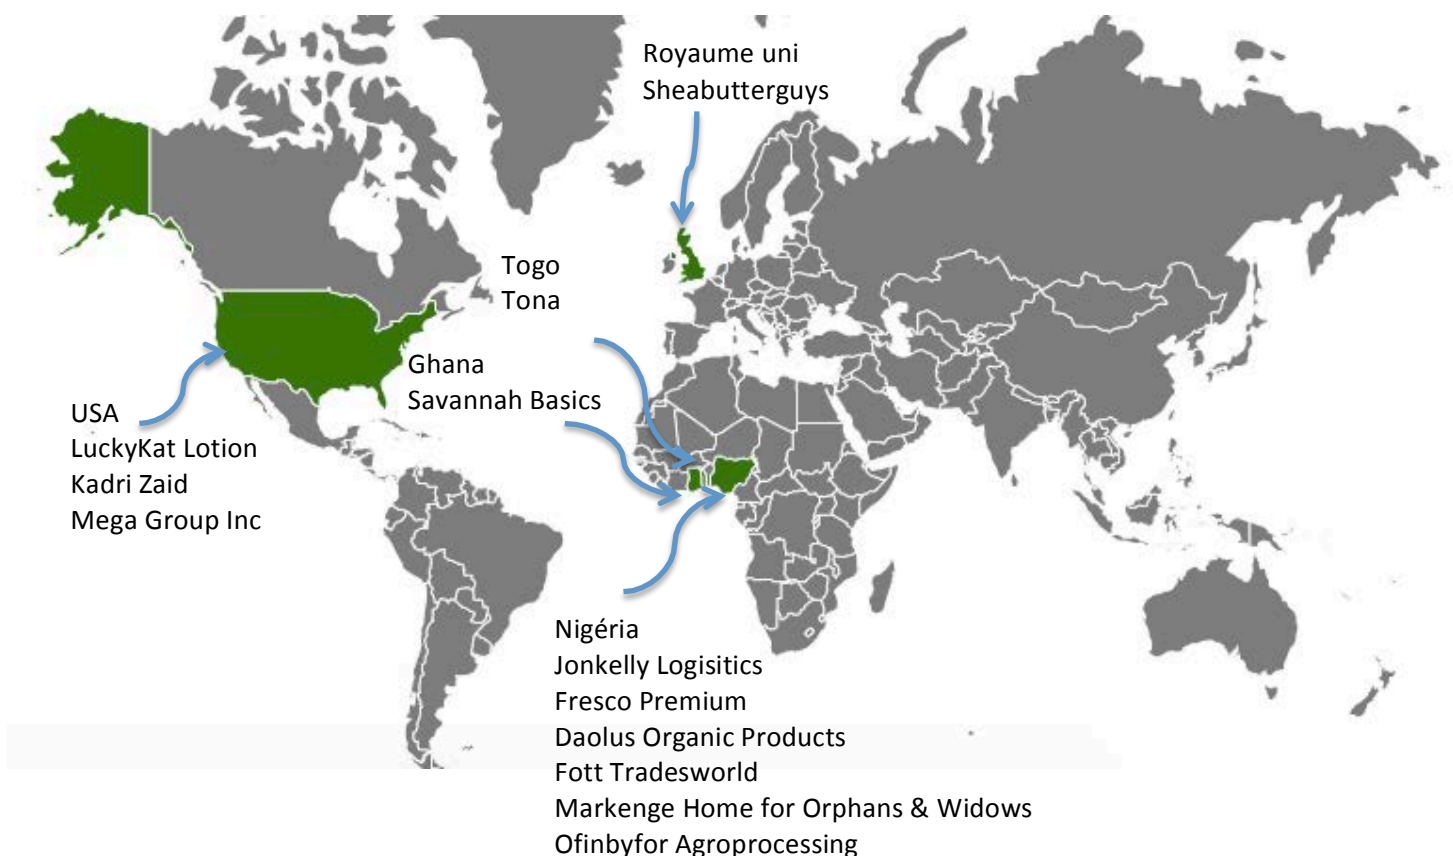 Royaume uni
Sheabutterguys
Togo
Tona
Ghana
Savannah Basics
USA
LuckyKat Lotion
Kadri Zaid
Mega Group Inc
Nigéria
Jonkelly Logisitics
Fresco Premium
Daolus Organic Products
Fott Tradesworld
Markenge Home for Orphans & Widows
Ofinbyfor Agroprocessing